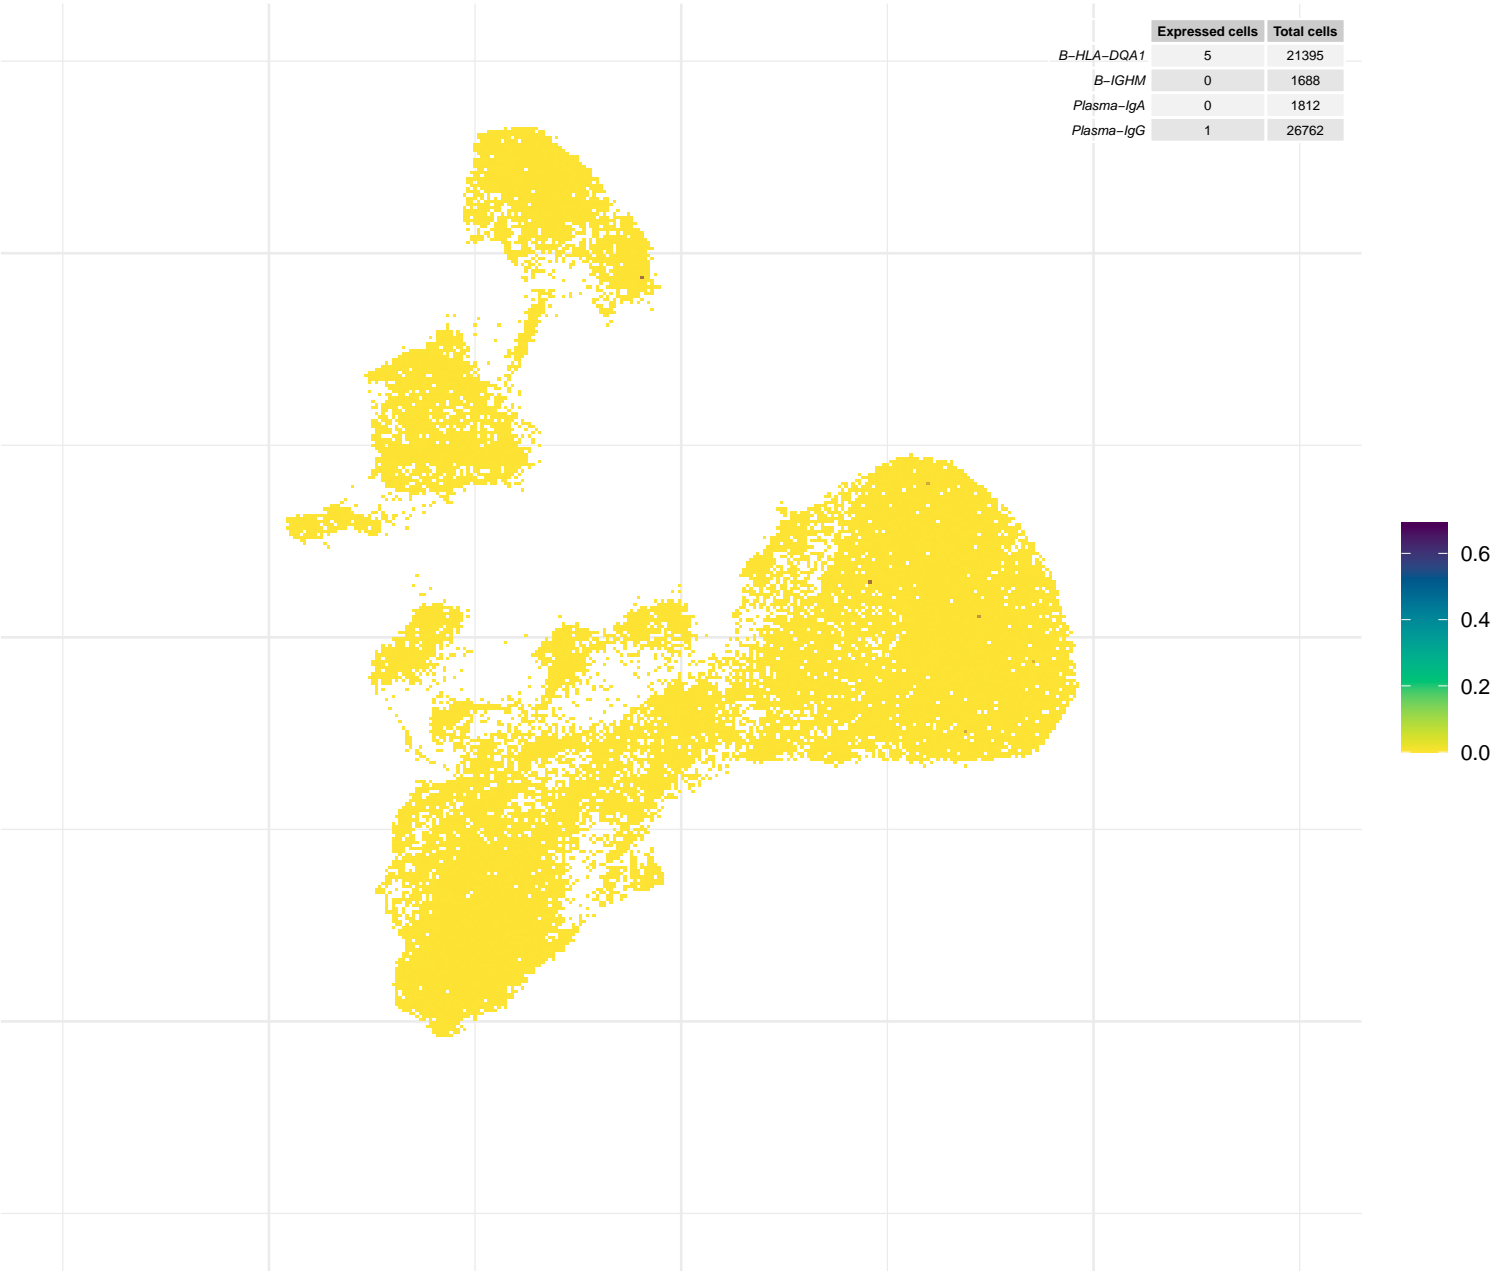 Expressed cells Total cells
B-HLA-DQA1 5 21395
B-IGHM 0 1688
Plasma-IgA 0 1812
Plasma-IgG 1 26762
0.6
0.4
0.2
0.0